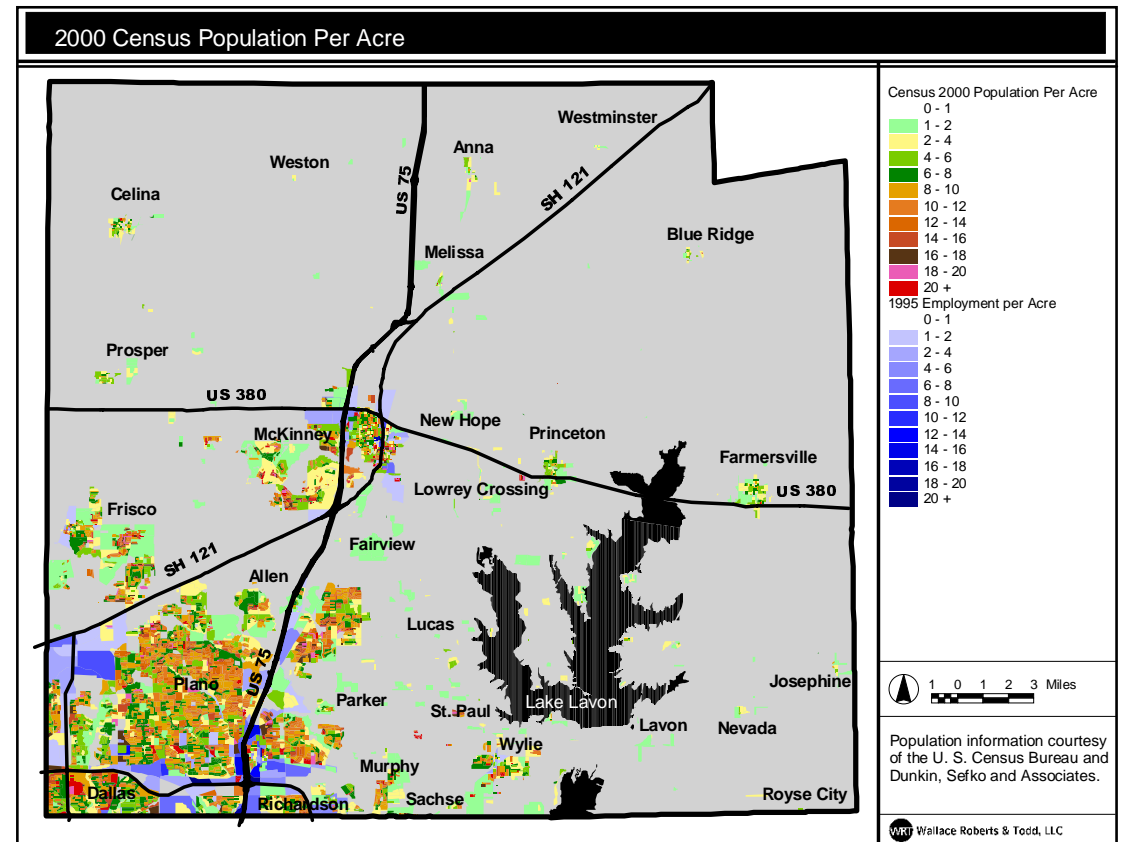 2000 Census Population Per Acre
Westminster
Anna
Weston
US 75
SH 121
Celina
Blue Ridge
Melissa
Prosper
US 380
New Hope
McKinney
Princeton
Farmersville
Lowrey Crossing
US 380
Frisco
Fairview
SH 121
Allen
Lucas
US 75
Plano
Josephine
Parker
St. Paul
Lake Lavon
Lavon
Nevada
Wylie
Murphy
Dallas
Richardson
Sachse
Royse City
Census 2000 Population Per Acre
0 - 1
1 - 2
2 - 4
4 - 6
6 - 8
8 - 10
10 - 12
12 - 14
14 - 16
16 - 18
18 - 20
20 +
1995 Employment per Acre
0 - 1
1 - 2
2 - 4
4 - 6
6 - 8
8 - 10
10 - 12
12 - 14
14 - 16
16 - 18
18 - 20
20 +
1 0 1 2 3 Miles
Population information courtesy
of the U. S. Census Bureau and
Dunkin, Sefko and Associates.
WRT Wallace Roberts & Todd, LLC